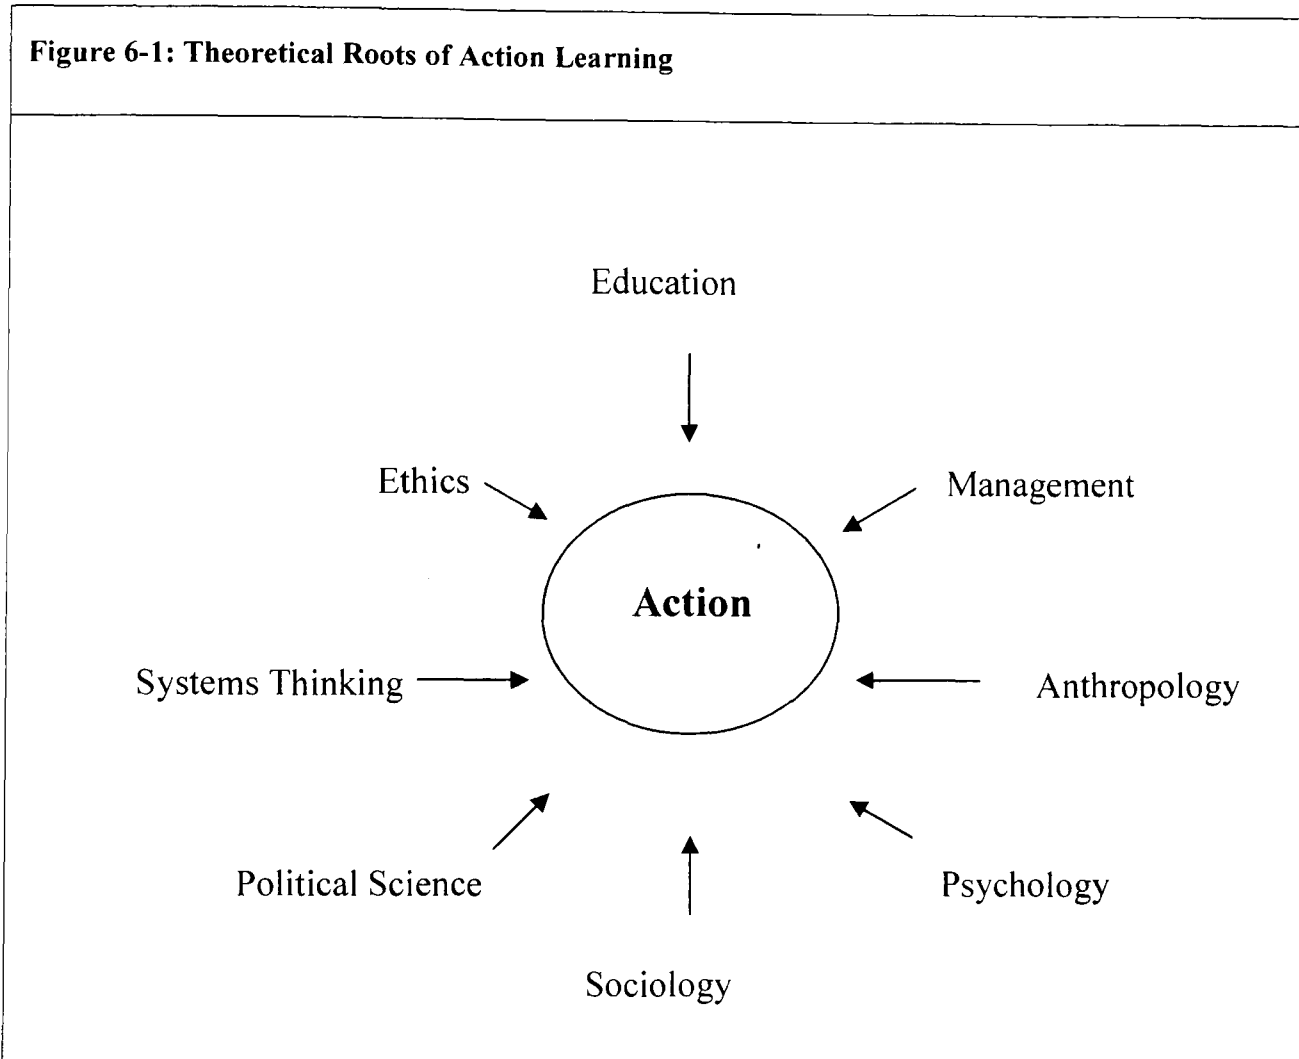 Figure 6-1: Theoretical Roots of Action Learning
Education
Ethics
Management
Action
Systems Thinking
Anthropology
Political Science
Psychology
Sociology